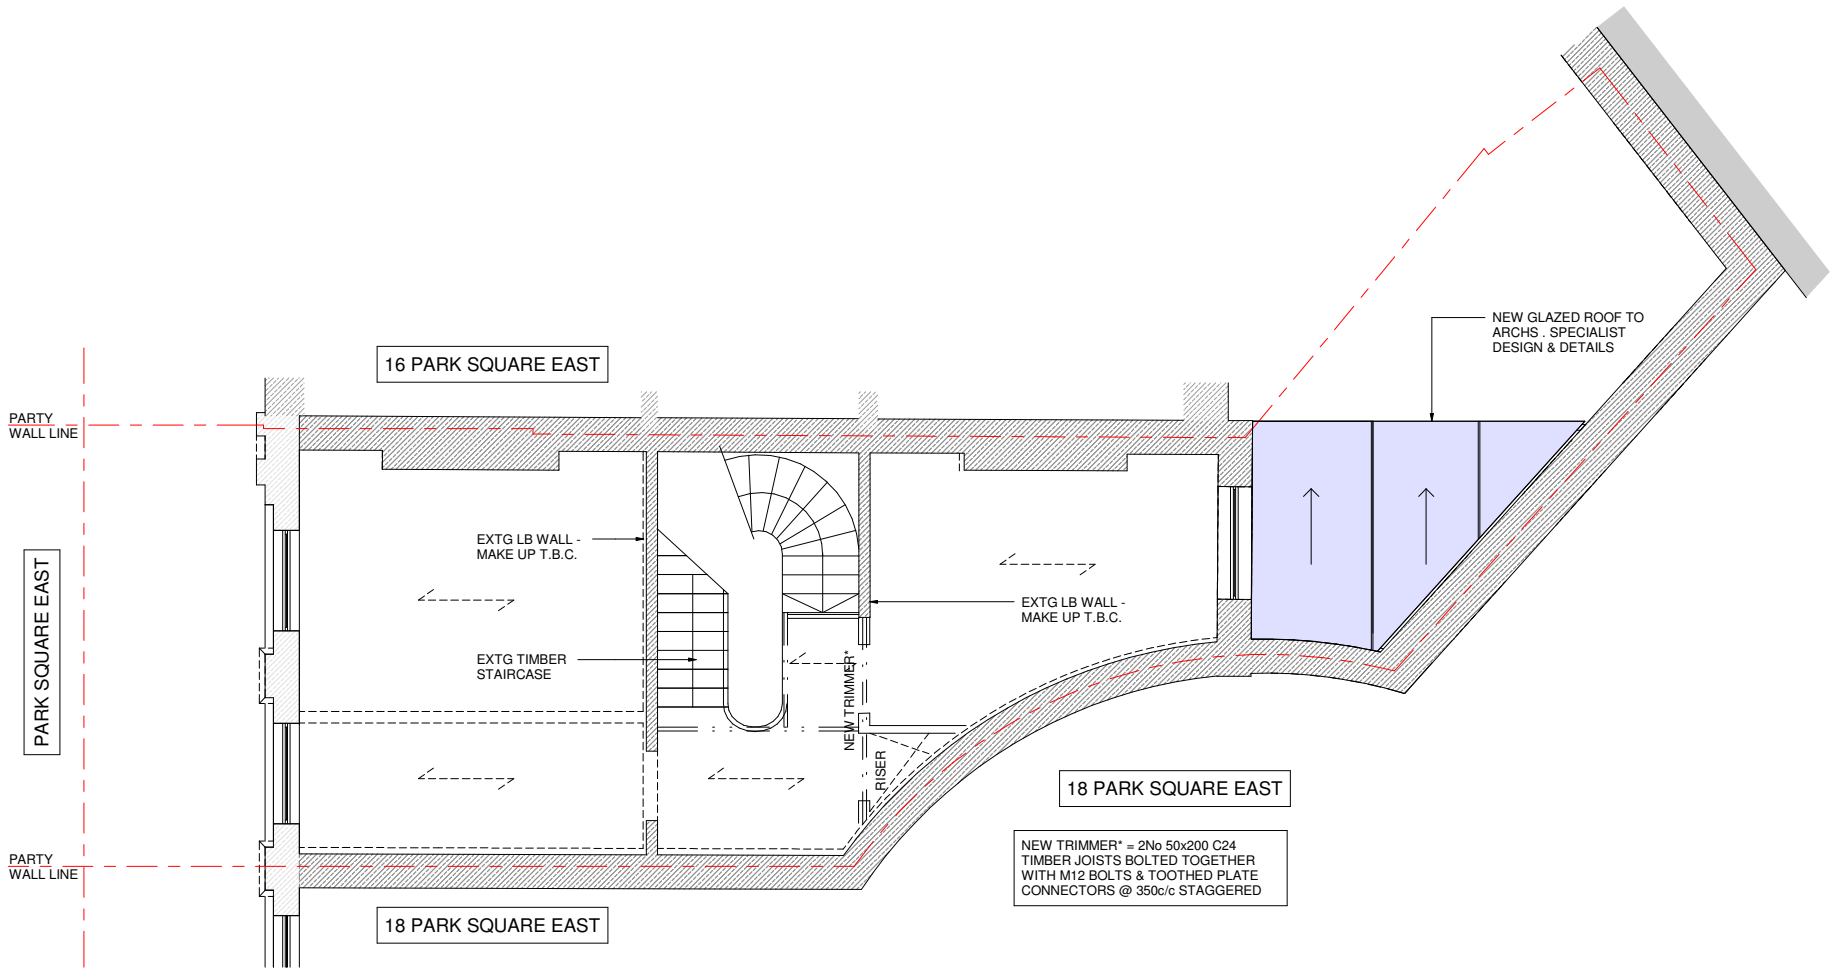 16 PARK SQUARE EAST
NEW GLAZED ROOF TO
ARCHS . SPECIALIST
DESIGN & DETAILS
PARTY
WALL LINE
EXTG LB WALL -
MAKE UP T.B.C.
EXTG LB WALL -
MAKE UP T.B.C.
PARK SQUARE EAST
EXTG TIMBER
STAIRCASE
NEW TRIMMER*
RISER
18 PARK SQUARE EAST
NEW TRIMMER* = 2No 50x200 C24
TIMBER JOISTS BOLTED TOGETHER
WITH M12 BOLTS & TOOTHED PLATE
CONNECTORS @ 350c/c STAGGERED
PARTY
WALL LINE
18 PARK SQUARE EAST